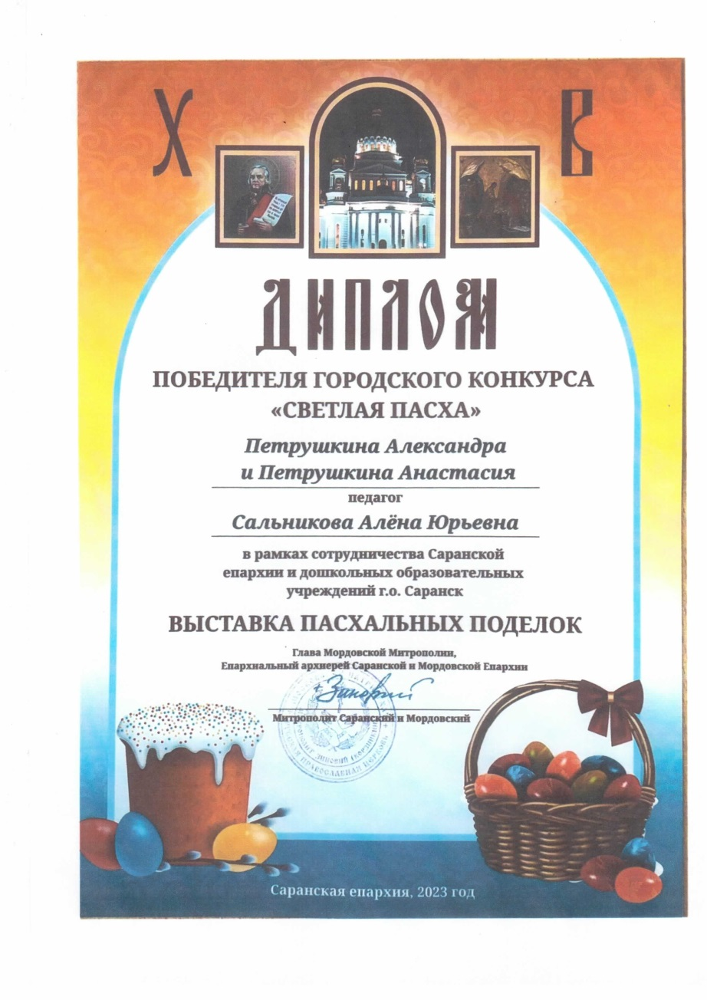 Х В
ДИПЛОМ
ПОБЕДИТЕЛЯ ГОРОДСКОГО КОНКУРСА
«СВЕТЛАЯ ПАСХА»
Петрушкина Александра
и Петрушкина Анастасия
педагог
Сальникова Алёна Юрьевна
в рамках сотрудничества Саранской
епархии и дошкольных образовательных
учреждений г.о. Саранск
ВЫСТАВКА ПАСХАЛЬНЫХ ПОДЕЛОК
Глава Мордовской Митрополии,
Епархиальный архиерей Саранской и Мордовской Епархии
Митрополит Саранский и Мордовский
Саранская епархия, 2023 год